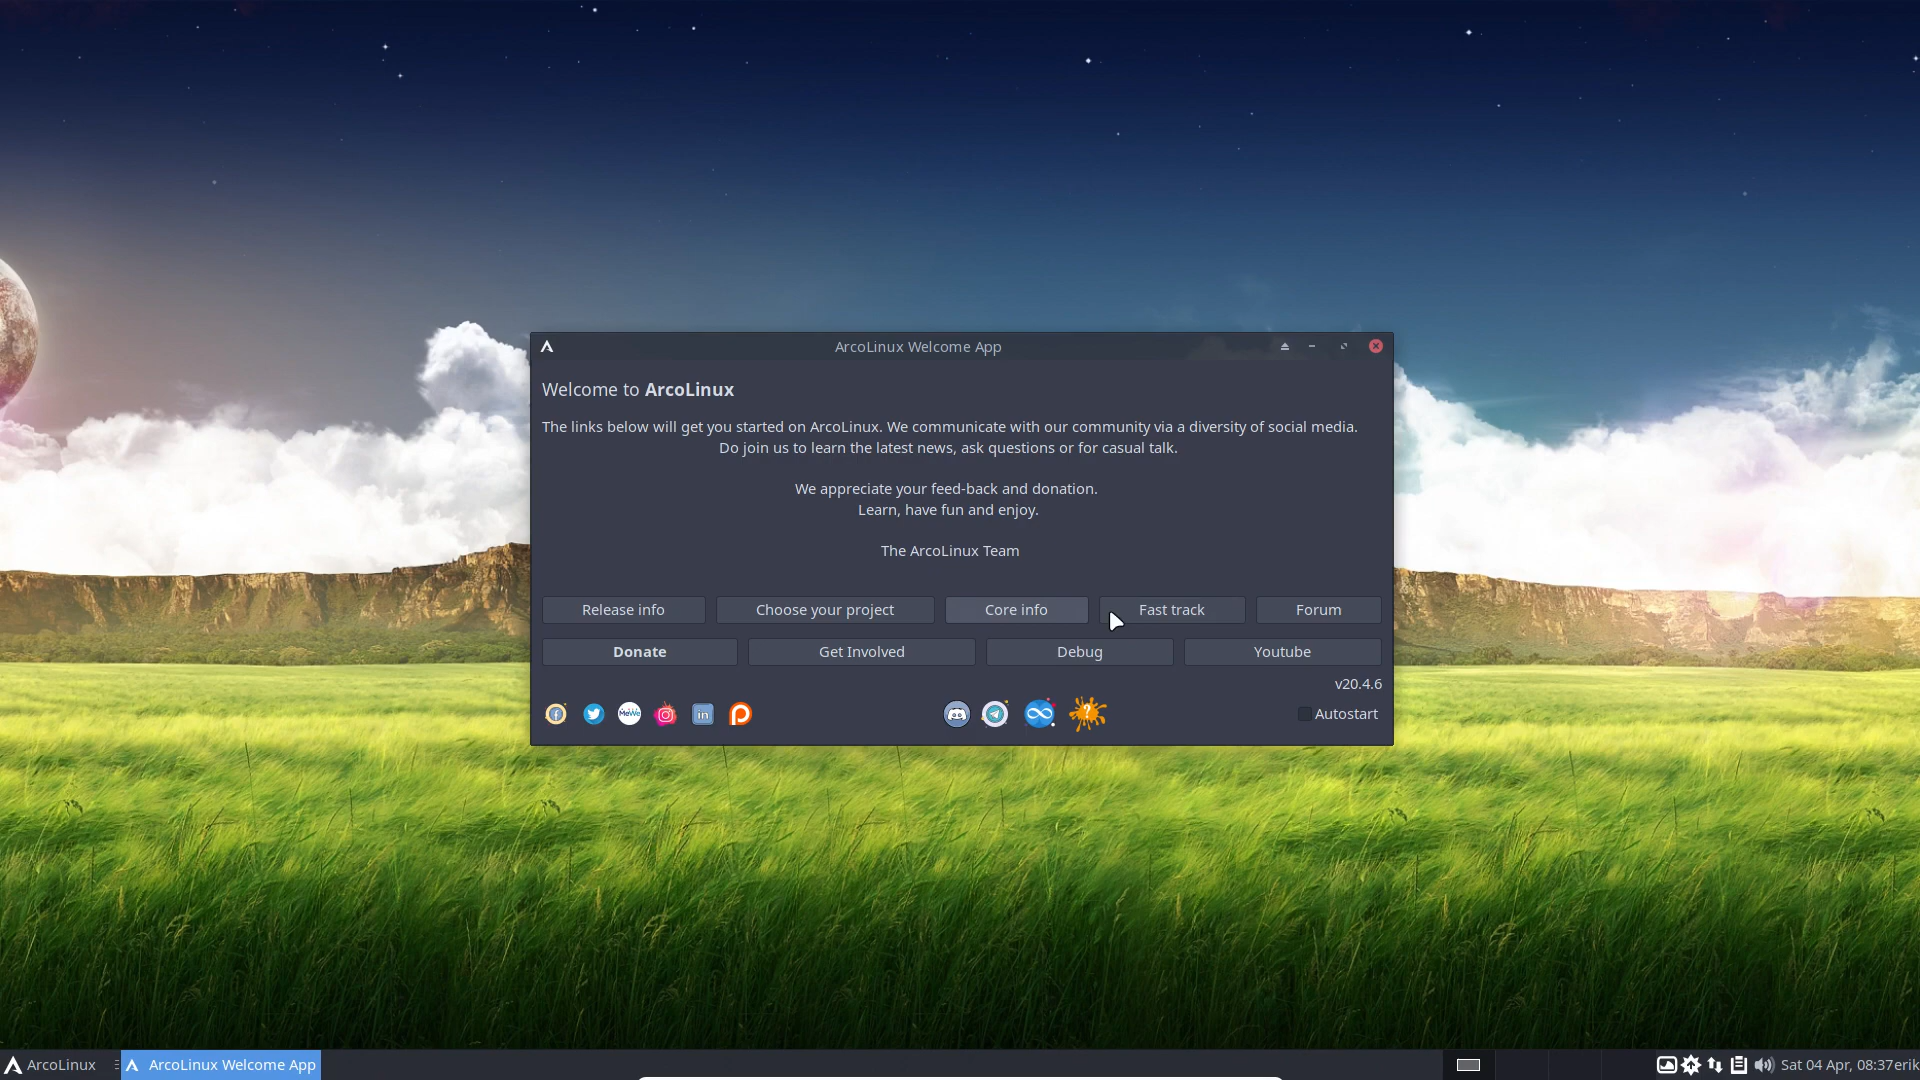 ArcoLinux Welcome App
Welcome to ArcoLinux
The links below will get you started on ArcoLinux. We communicate with our community via a diversity of social media.
Do join us to learn the latest news, ask questions or for casual talk.
We appreciate your feed-back and donation.
Learn, have fun and enjoy.
The ArcoLinux Team
Release info
Choose your project
Core info
Fast track
Forum
Donate
Get Involved
Debug
Youtube
v20.4.6
MeWe
in
?
Autostart
ArcoLinux
ArcoLinux Welcome App
Sat 04 Apr, 08:37
erik